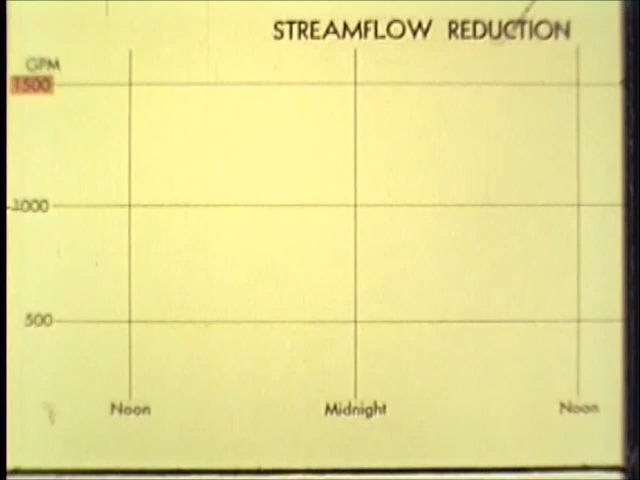 STREAMFLOW REDUCTION
GPM
1500
1000
500
Noon Midnight Noon